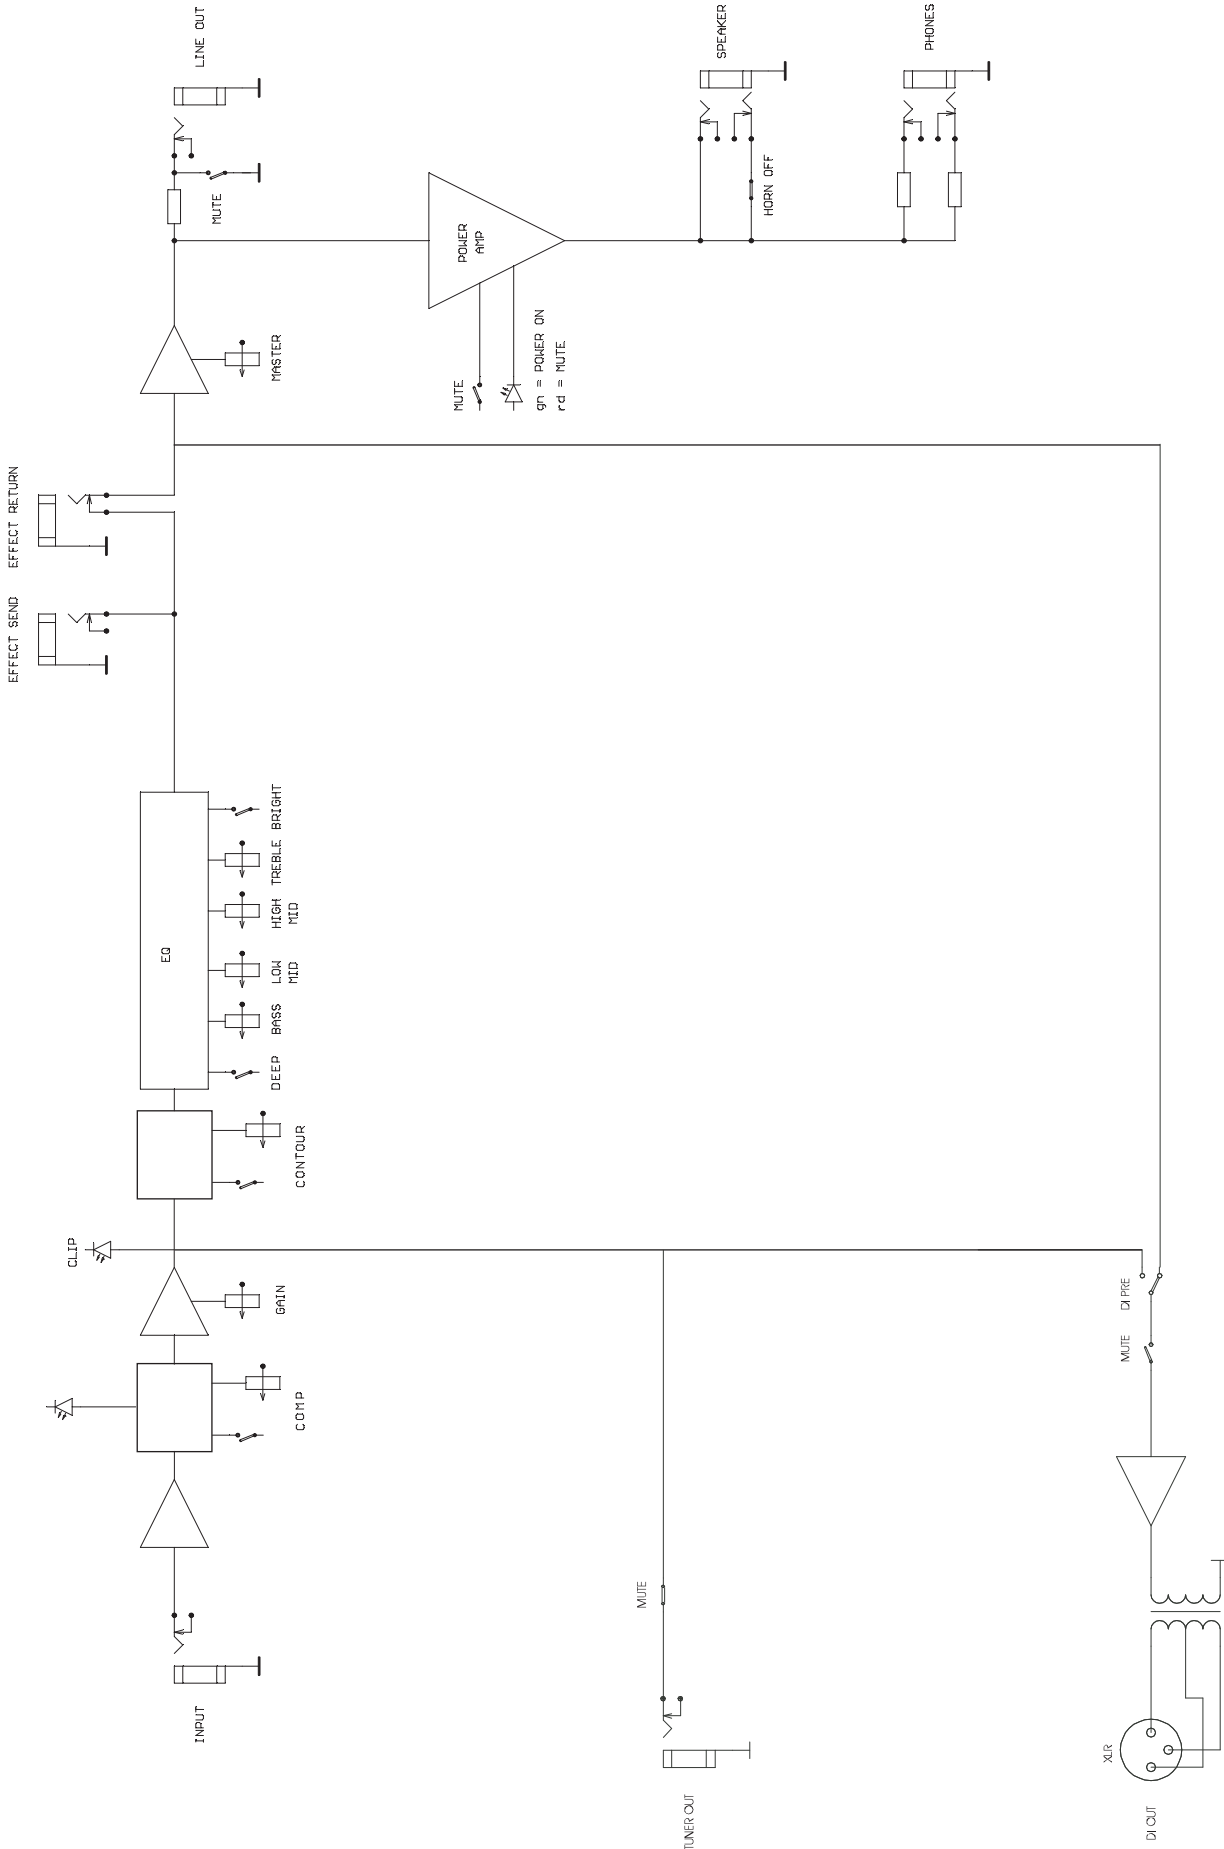 EFFECT SEND
EFFECT RETURN
LINE OUT
SPEAKER
PHONES
CLIP
MUTE
EQ
POWER
AMP
HORN OFF
INPUT
COMP
GAIN
CONTOUR
DEEP
BASS
LOW
MID
HIGH
MID
TREBLE
BRIGHT
MASTER
MUTE
gn = POWER ON
rd = MUTE
MUTE
TUNER OUT
MUTE
DI PRE
XLR
DI OUT